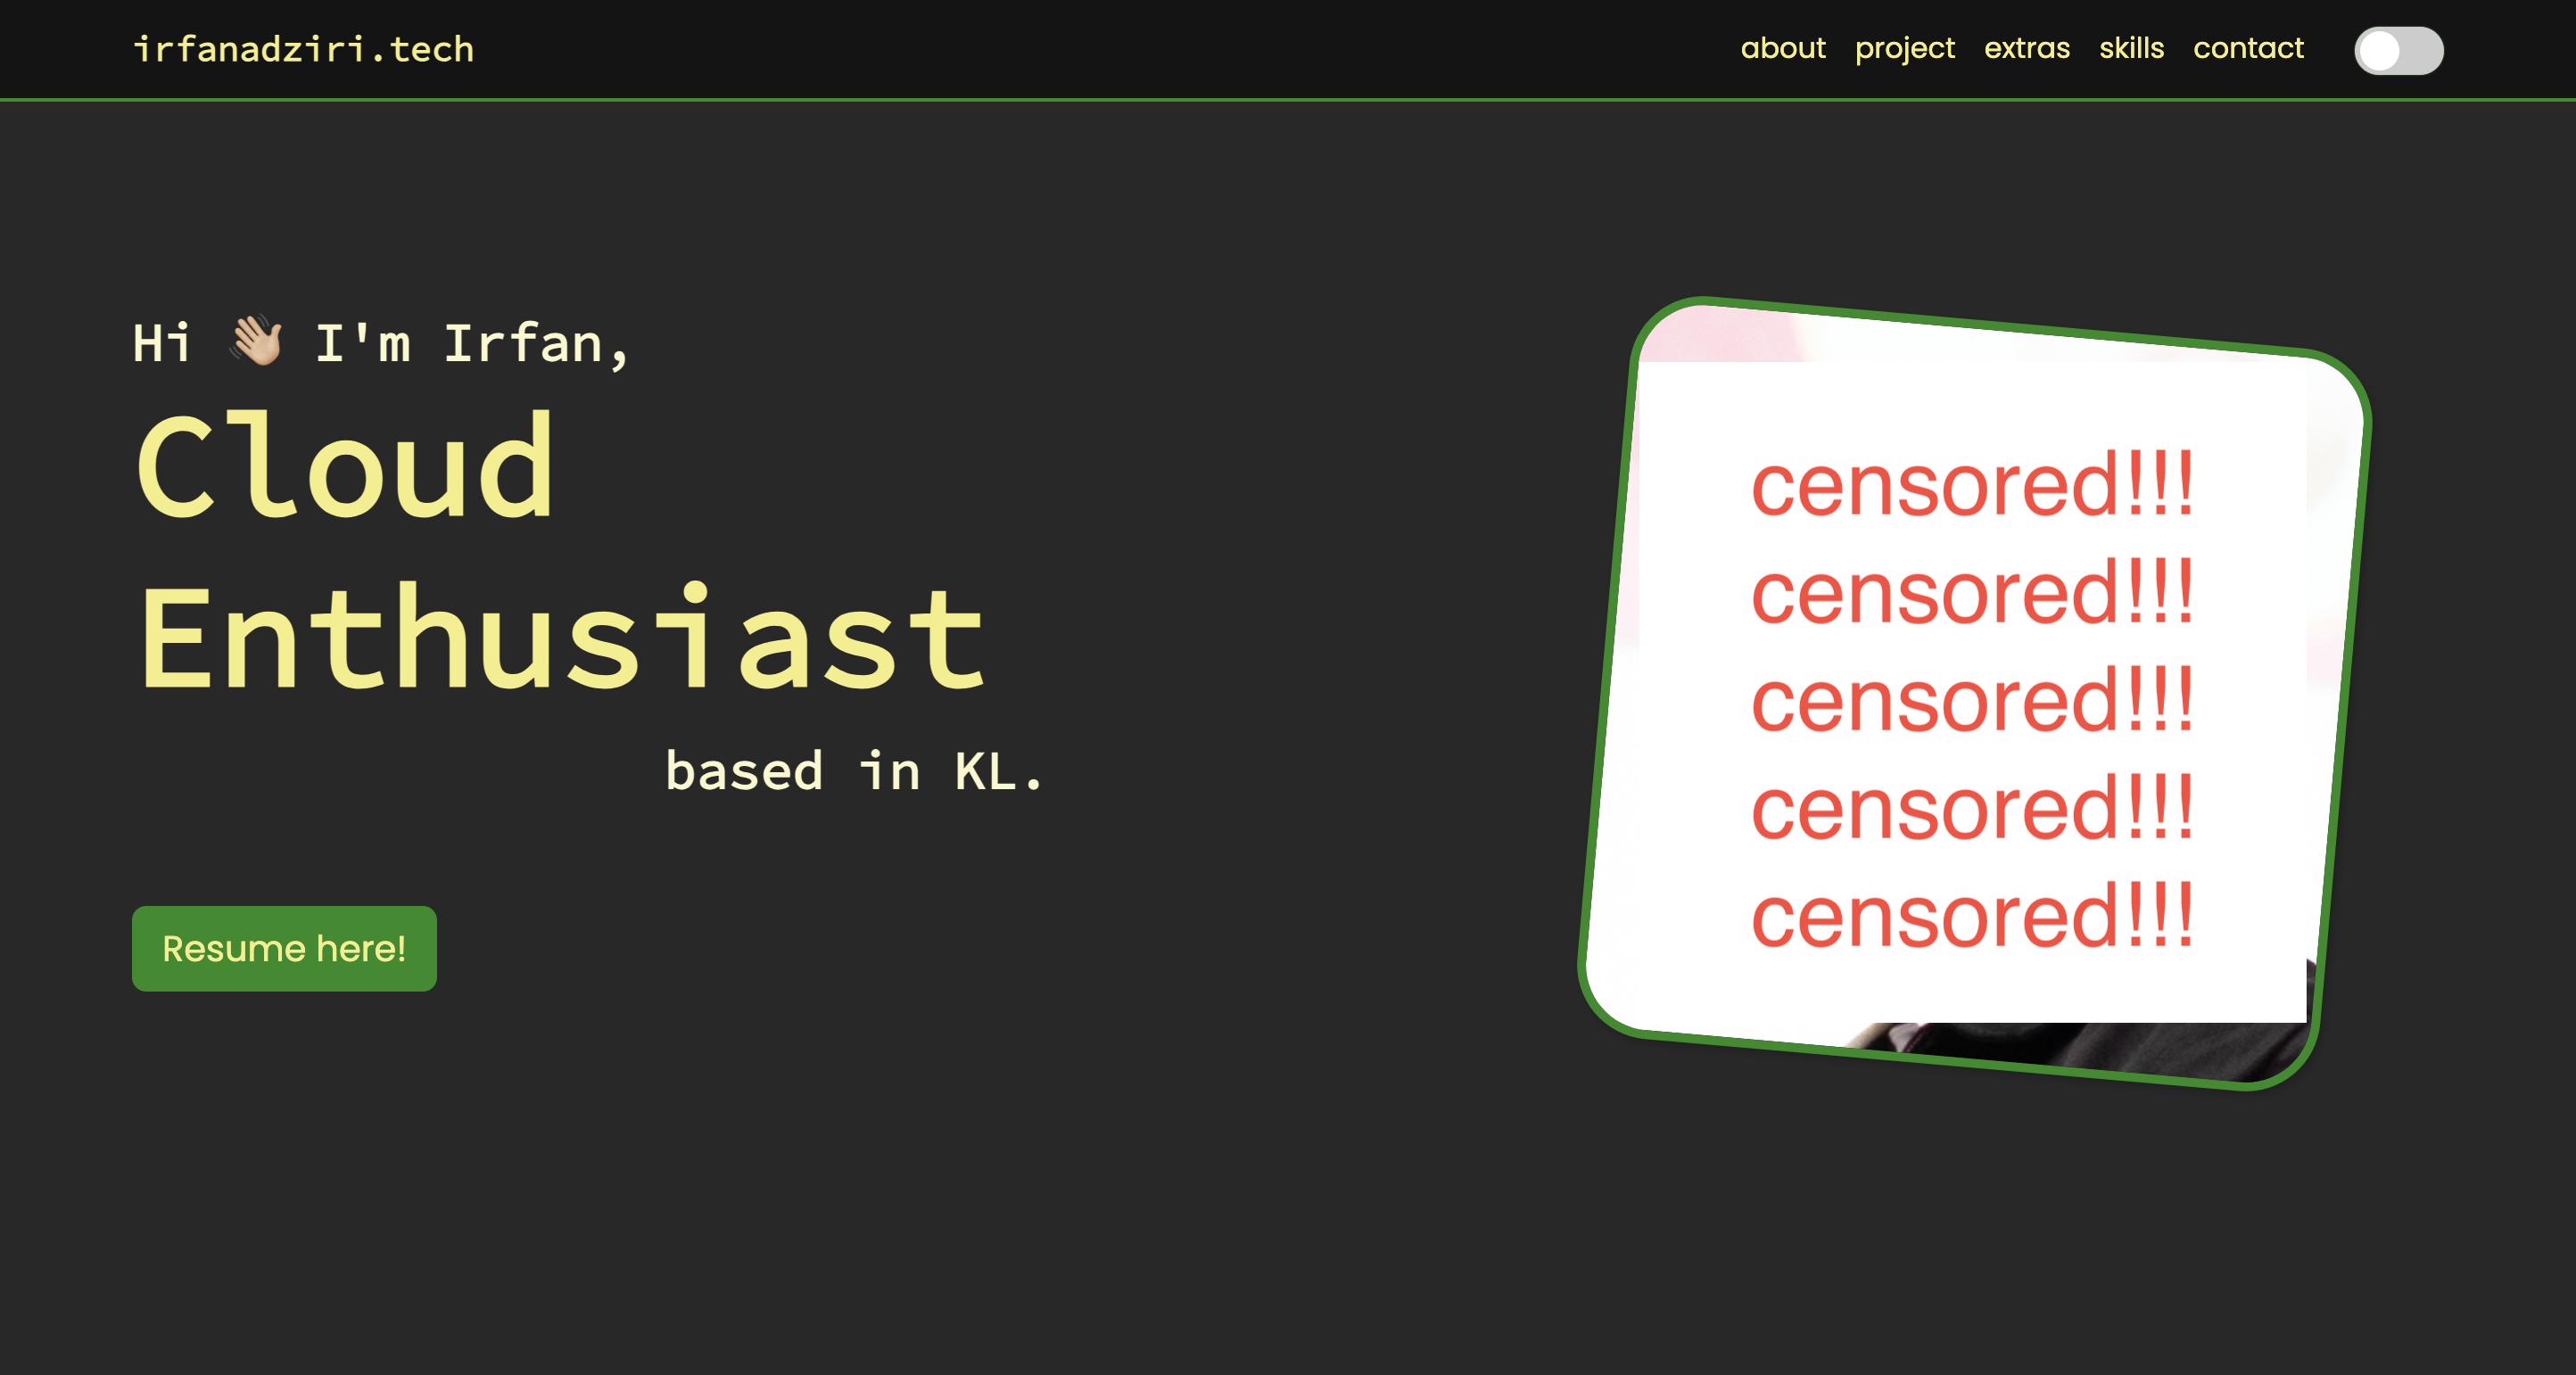 irfanadziri.tech
about project extras skills contact
Hi 👋🏼 I'm Irfan,
Cloud
Enthusiast
based in KL.
Resume here!
censored!!!
censored!!!
censored!!!
censored!!!
censored!!!